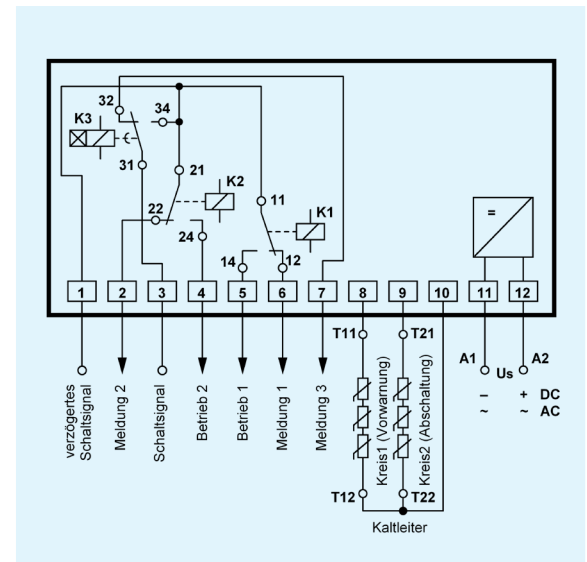 32
34
K3
31
21
K2
22
24
11
K1
14
12
=
1
2
3
4
5
6
7
8
9
10
11
12
T11
T21
A1
Us
A2
– + DC
~ ~ AC
verzögertes
Schaltsignal
Meldung 2
Schaltsignal
Betrieb 2
Betrieb 1
Meldung 1
Meldung 3
Kreis1 (Vorwarnung)
Kreis2 (Abschaltung)
T12
T22
Kaltleiter